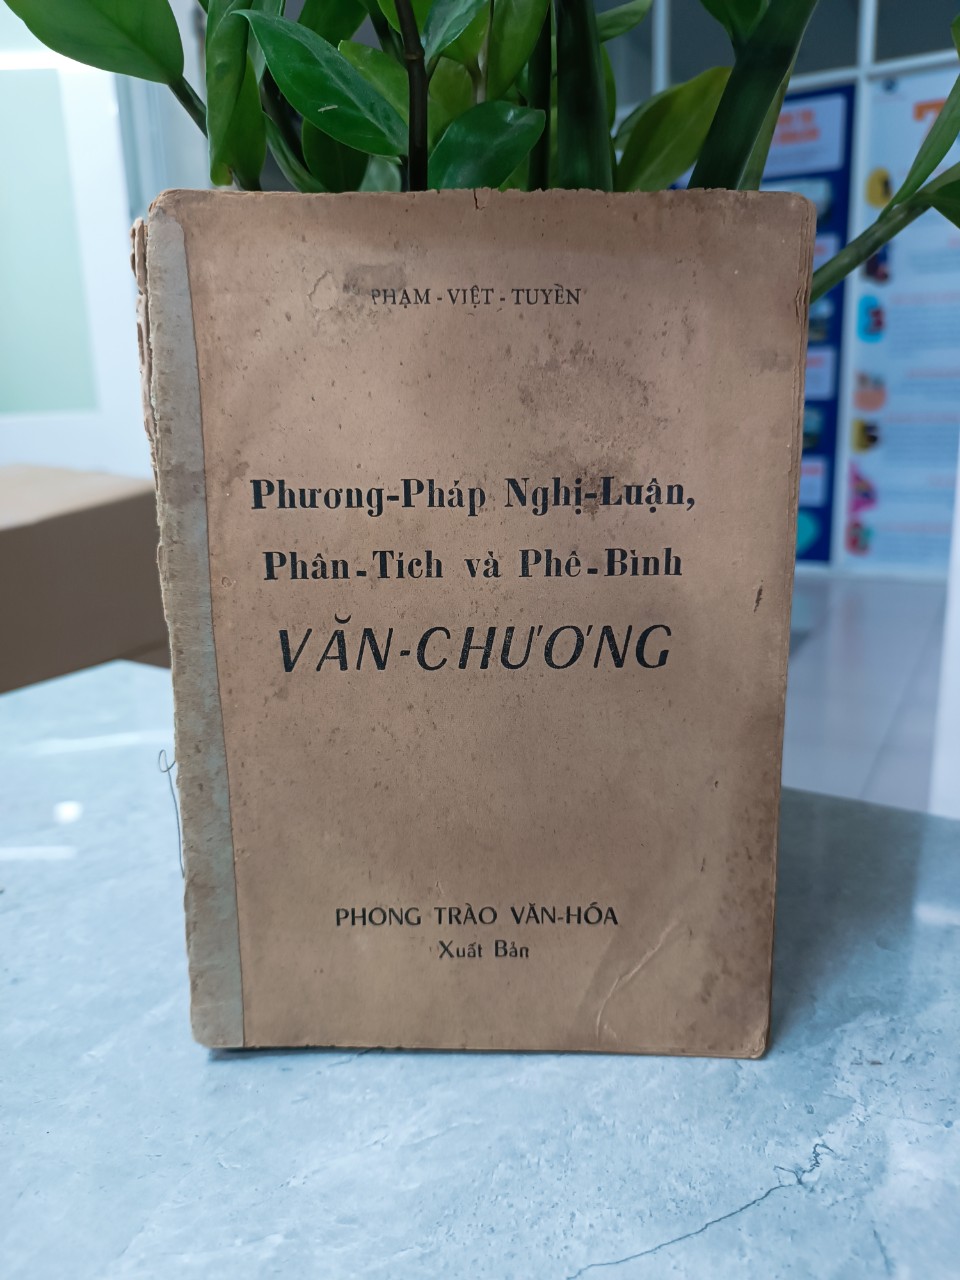 PHẠM - VIỆT - TUYỀN
Phương-Pháp Nghị-Luận,
Phân-Tích và Phê-Bình
VĂN-CHƯƠNG
PHONG TRÀO VĂN-HÓA
Xuất Bản